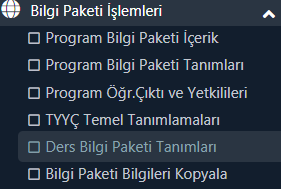 Bilgi Paketi İşlemleri
Program Bilgi Paketi İçerik
Program Bilgi Paketi Tanımları
Program Öğr.Çıktı ve Yetkilileri
TYYÇ Temel Tanımlamaları
Ders Bilgi Paketi Tanımları
Bilgi Paketi Bilgileri Kopyala